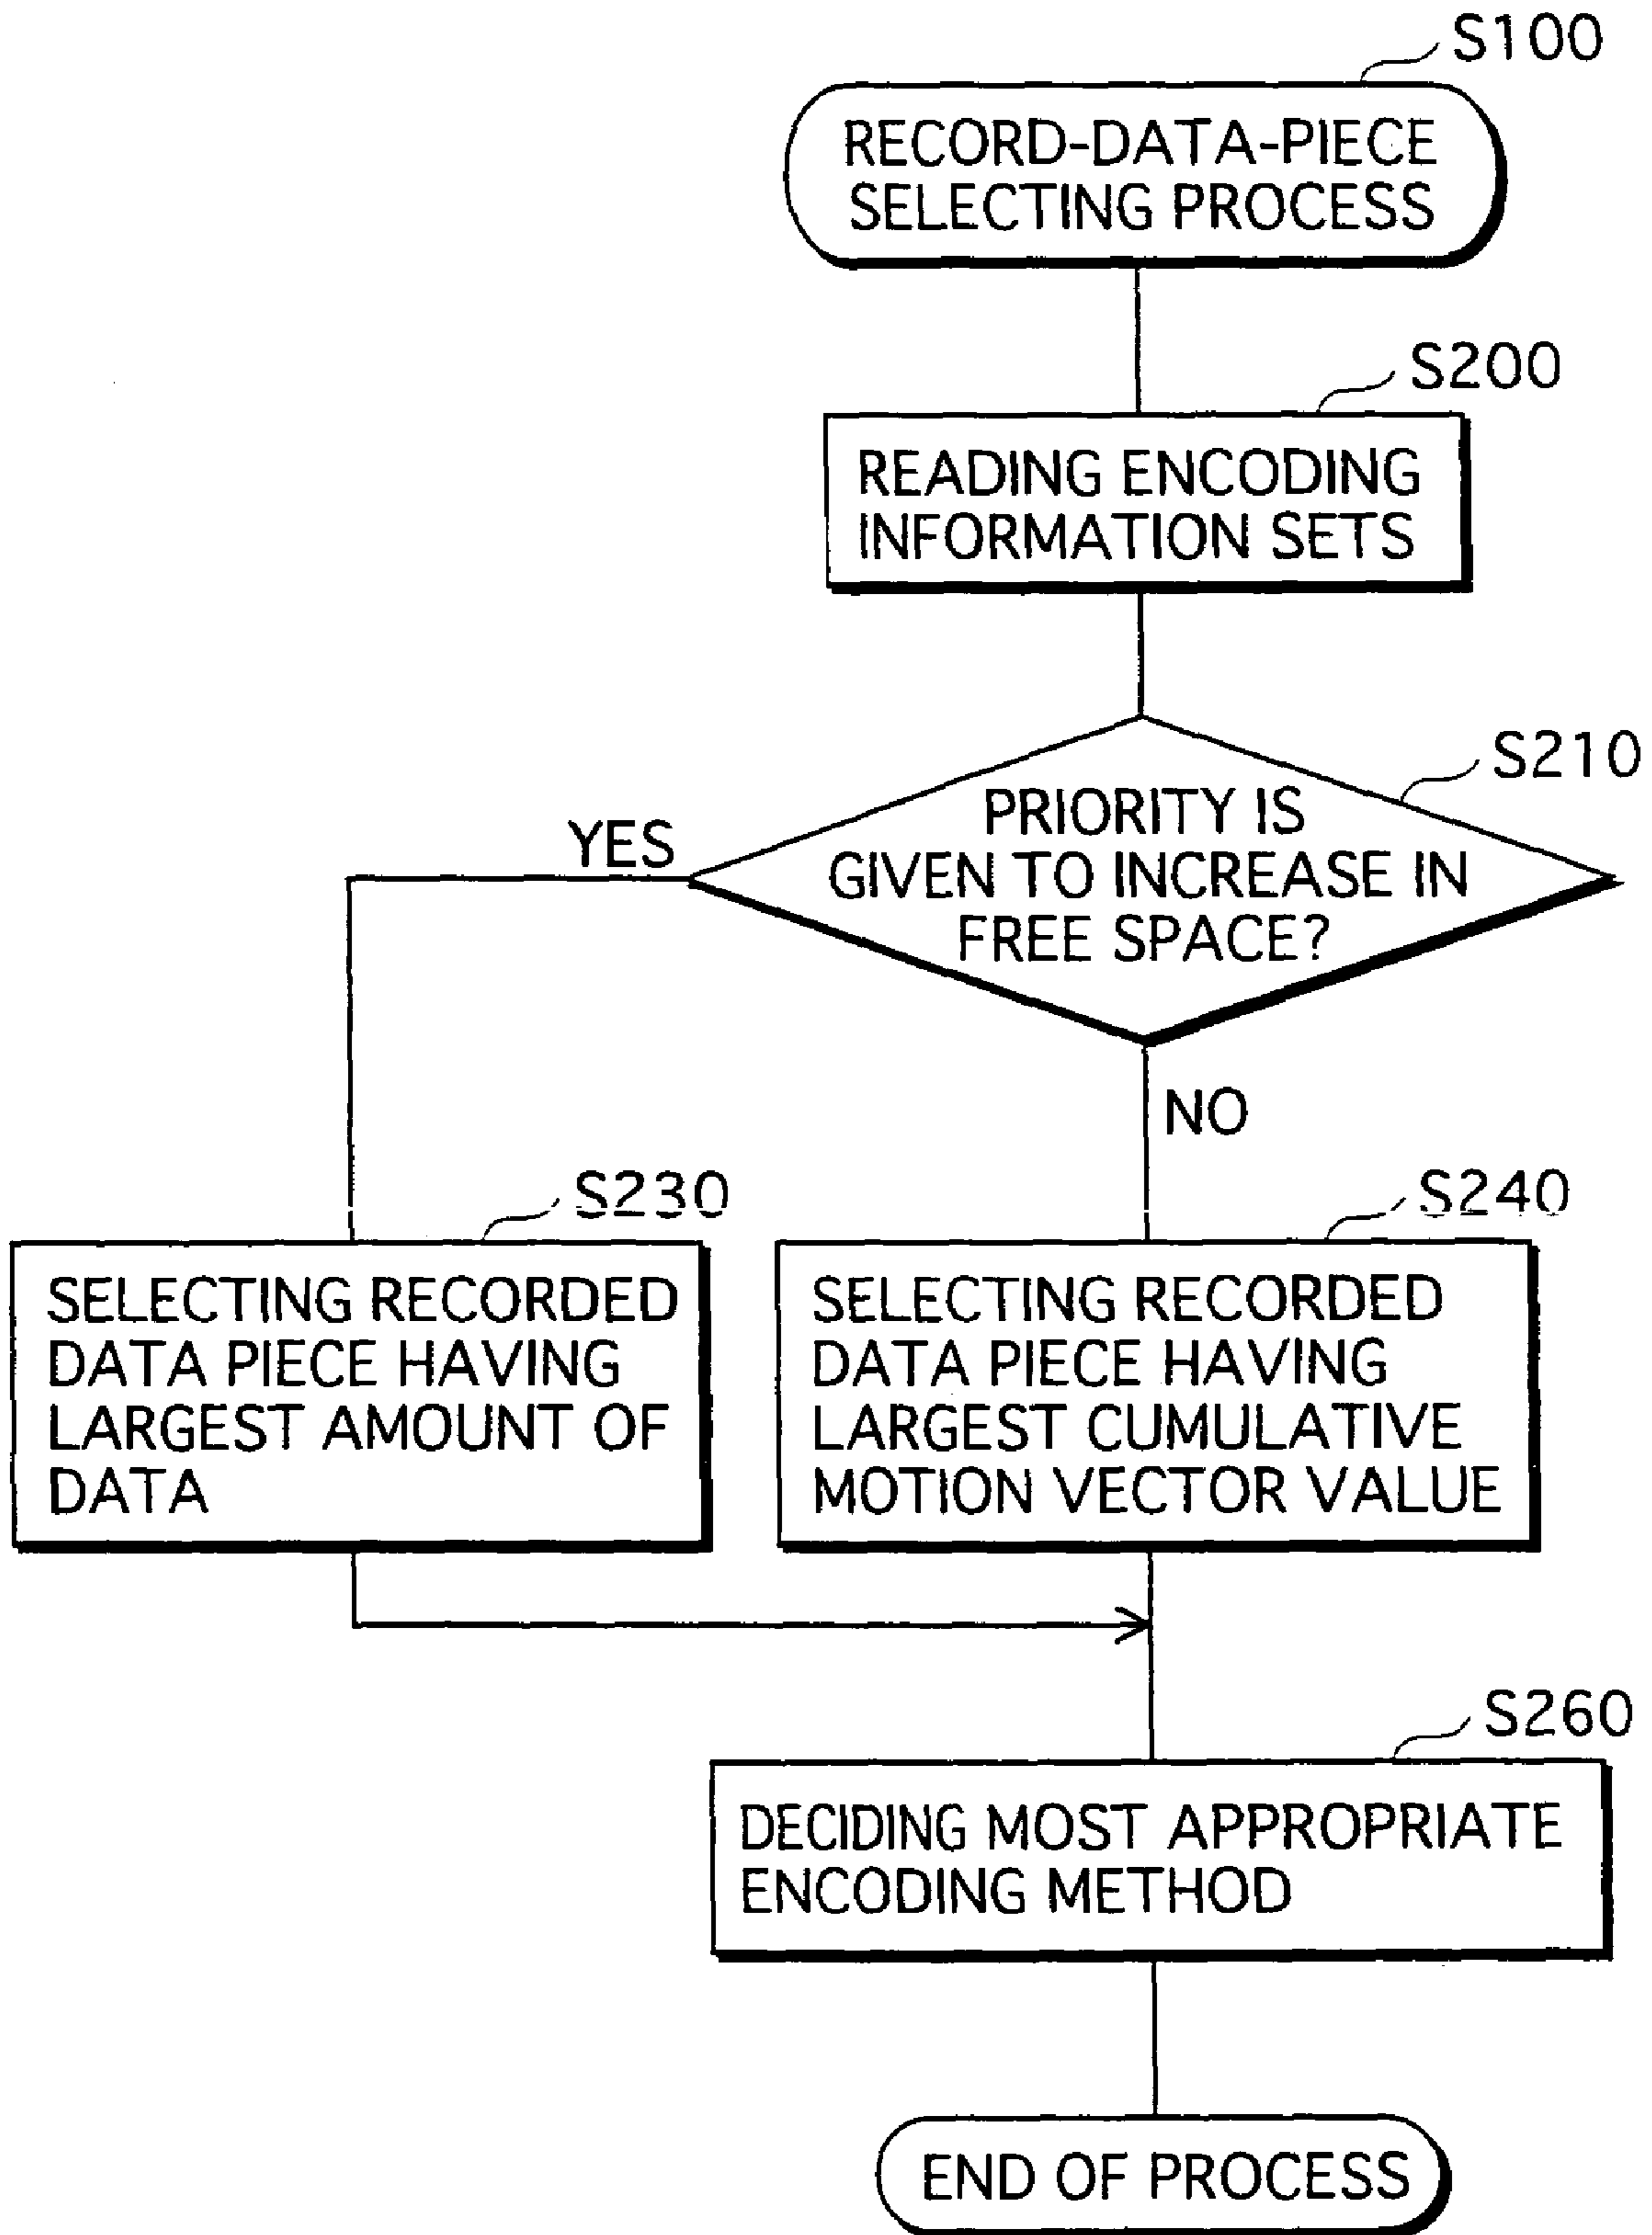 S100
RECORD-DATA-PIECE
SELECTING PROCESS
S200
READING ENCODING
INFORMATION SETS
S210
PRIORITY IS
GIVEN TO INCREASE IN
FREE SPACE?
YES
NO
S230
SELECTING RECORDED
DATA PIECE HAVING
LARGEST AMOUNT OF
DATA
S240
SELECTING RECORDED
DATA PIECE HAVING
LARGEST CUMULATIVE
MOTION VECTOR VALUE
S260
DECIDING MOST APPROPRIATE
ENCODING METHOD
END OF PROCESS